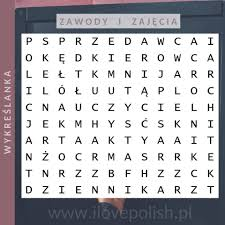 ZAWODY I ZAJĘCIA
WYKREŚLANKA
P S P R Z E D A W C A I
O K Ę D K I E R O W C A
L E Ł T K M N I J A R R
I L Ó Ł U U T Ą P L O C
C N A U C Z Y C I E L H
J E K M H Y Ś Ć S K N I
A R T A A K T Y A A I T
N Ż O C R M A S R R K E
T N R Z Z B F H Z Z C K
D Z I E N N I K A R Z T
www.ilovepolish.pl